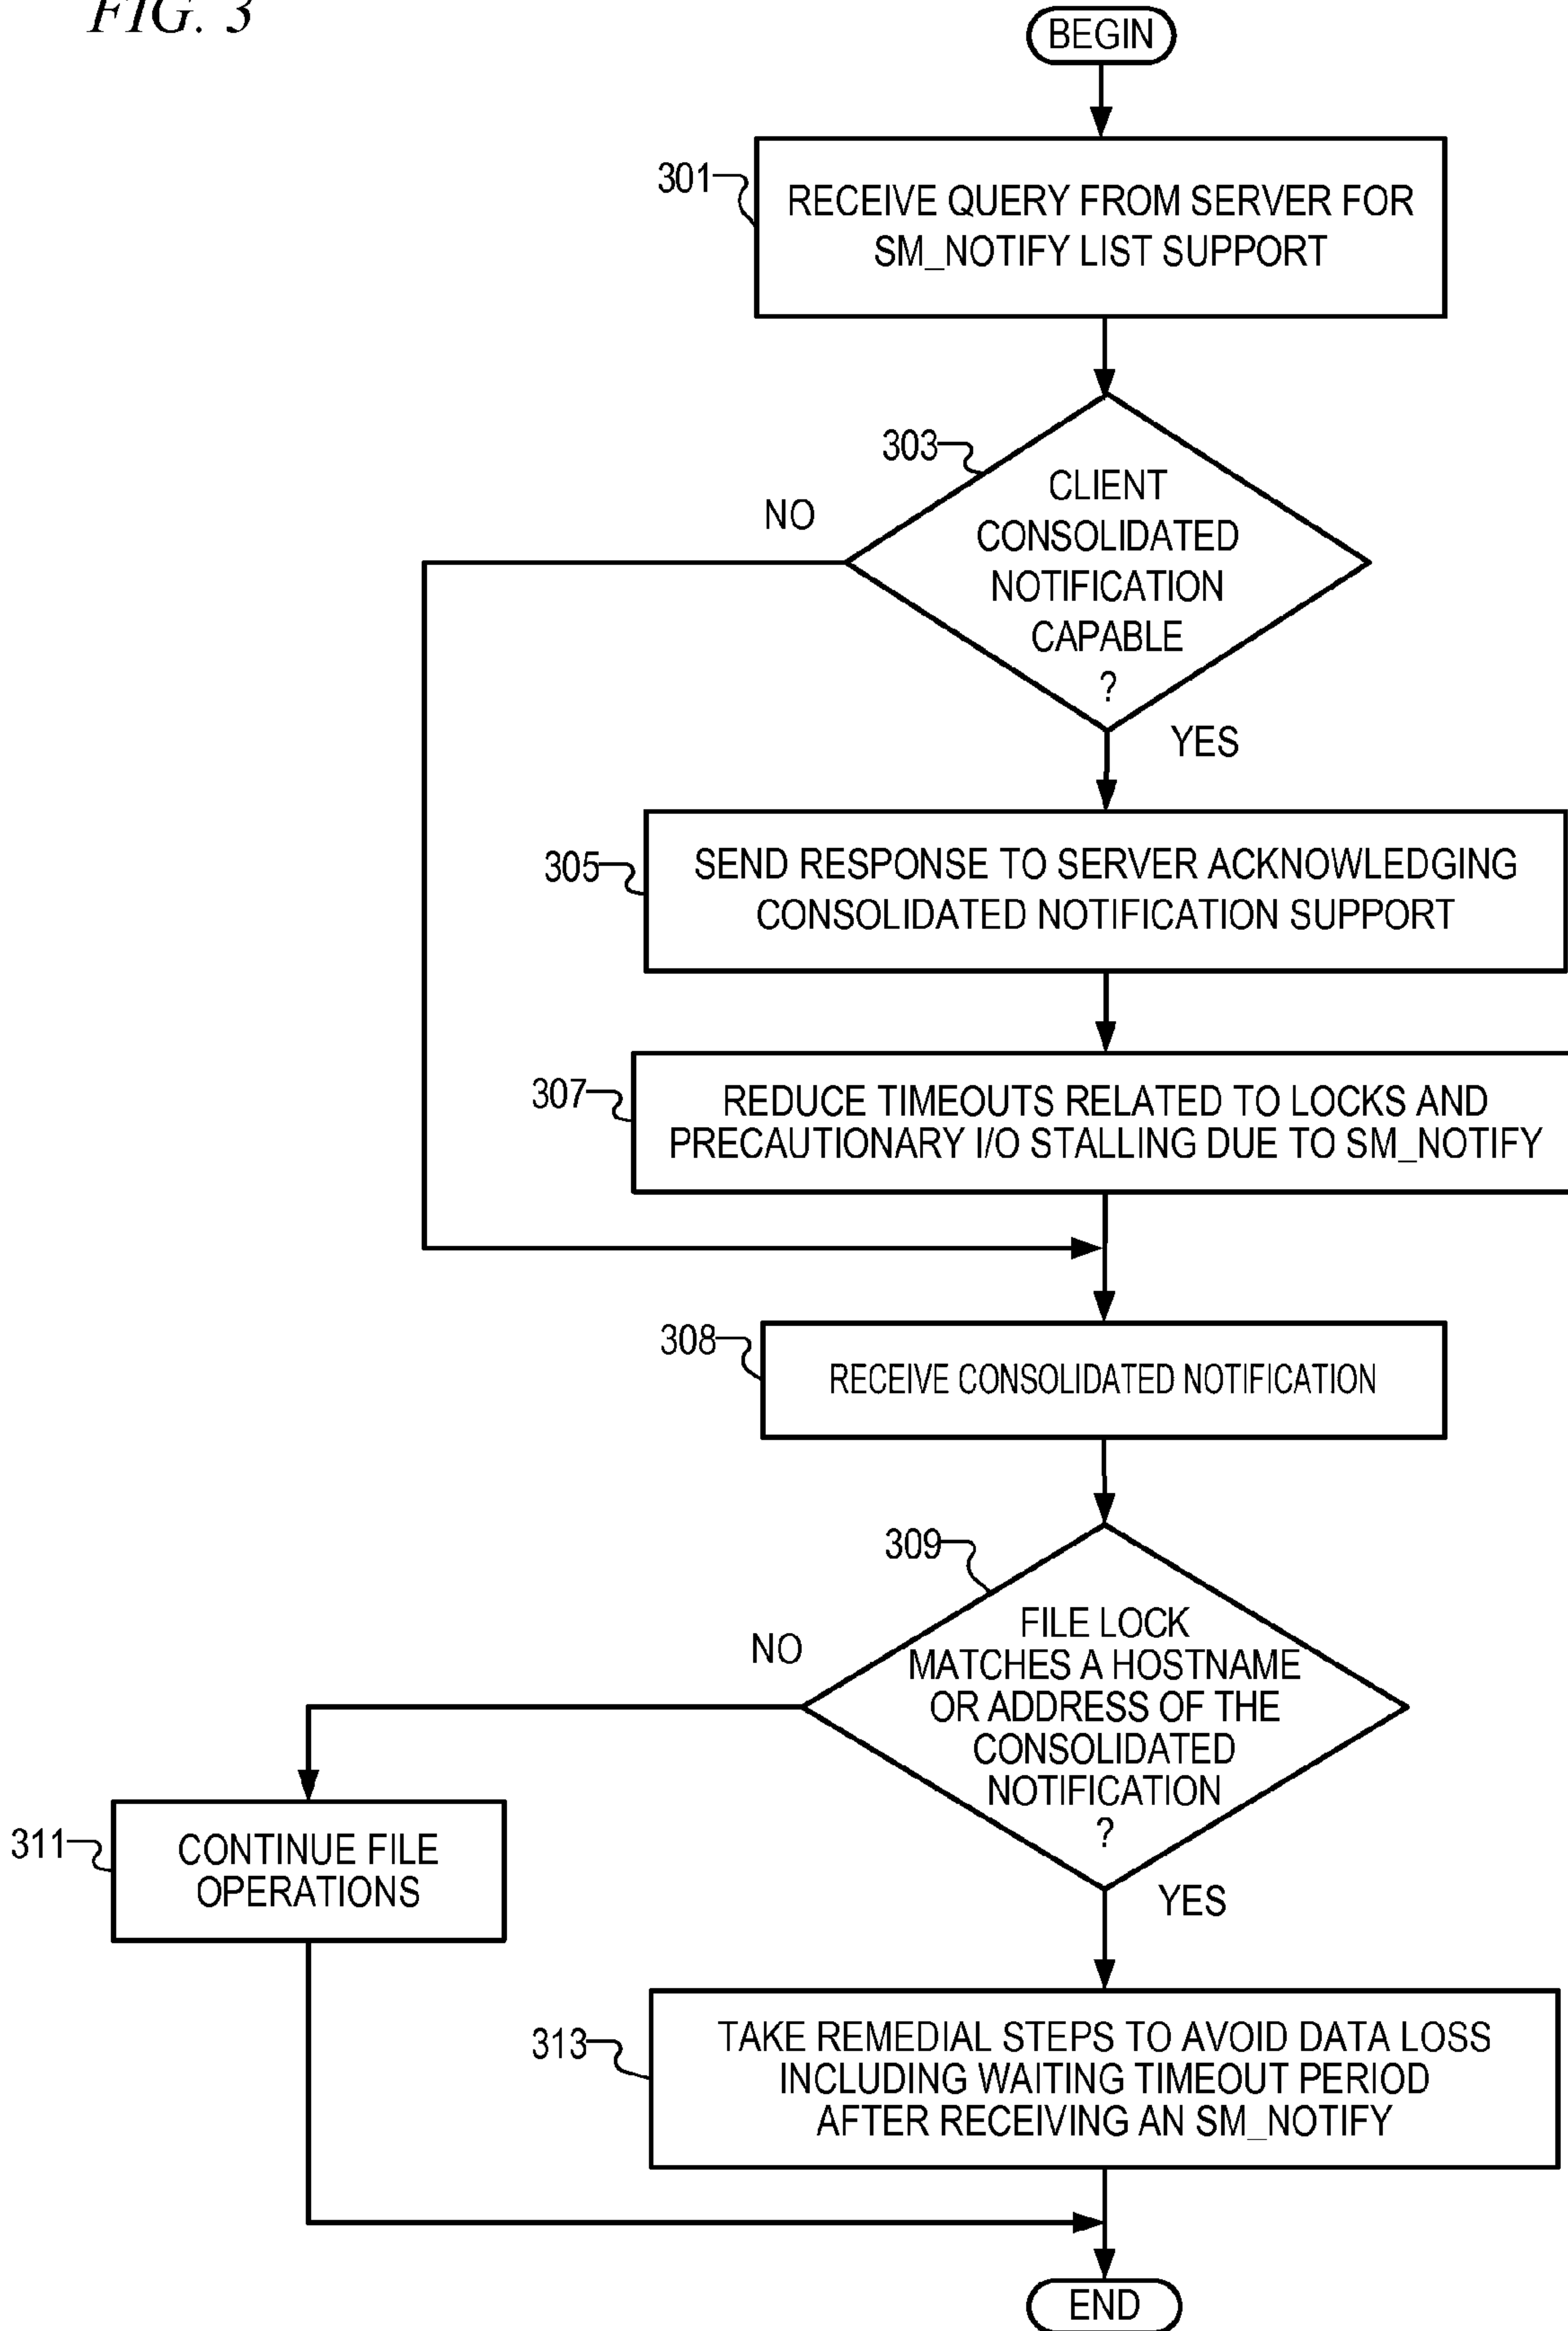 FIG. 3
BEGIN
301
RECEIVE QUERY FROM SERVER FOR
SM_NOTIFY LIST SUPPORT
303
CLIENT
CONSOLIDATED
NOTIFICATION
CAPABLE
?
NO
YES
305
SEND RESPONSE TO SERVER ACKNOWLEDGING
CONSOLIDATED NOTIFICATION SUPPORT
307
REDUCE TIMEOUTS RELATED TO LOCKS AND
PRECAUTIONARY I/O STALLING DUE TO SM_NOTIFY
308
RECEIVE CONSOLIDATED NOTIFICATION
309
FILE LOCK
MATCHES A HOSTNAME
OR ADDRESS OF THE
CONSOLIDATED
NOTIFICATION
?
NO
YES
311
CONTINUE FILE
OPERATIONS
313
TAKE REMEDIAL STEPS TO AVOID DATA LOSS
INCLUDING WAITING TIMEOUT PERIOD
AFTER RECEIVING AN SM_NOTIFY
END